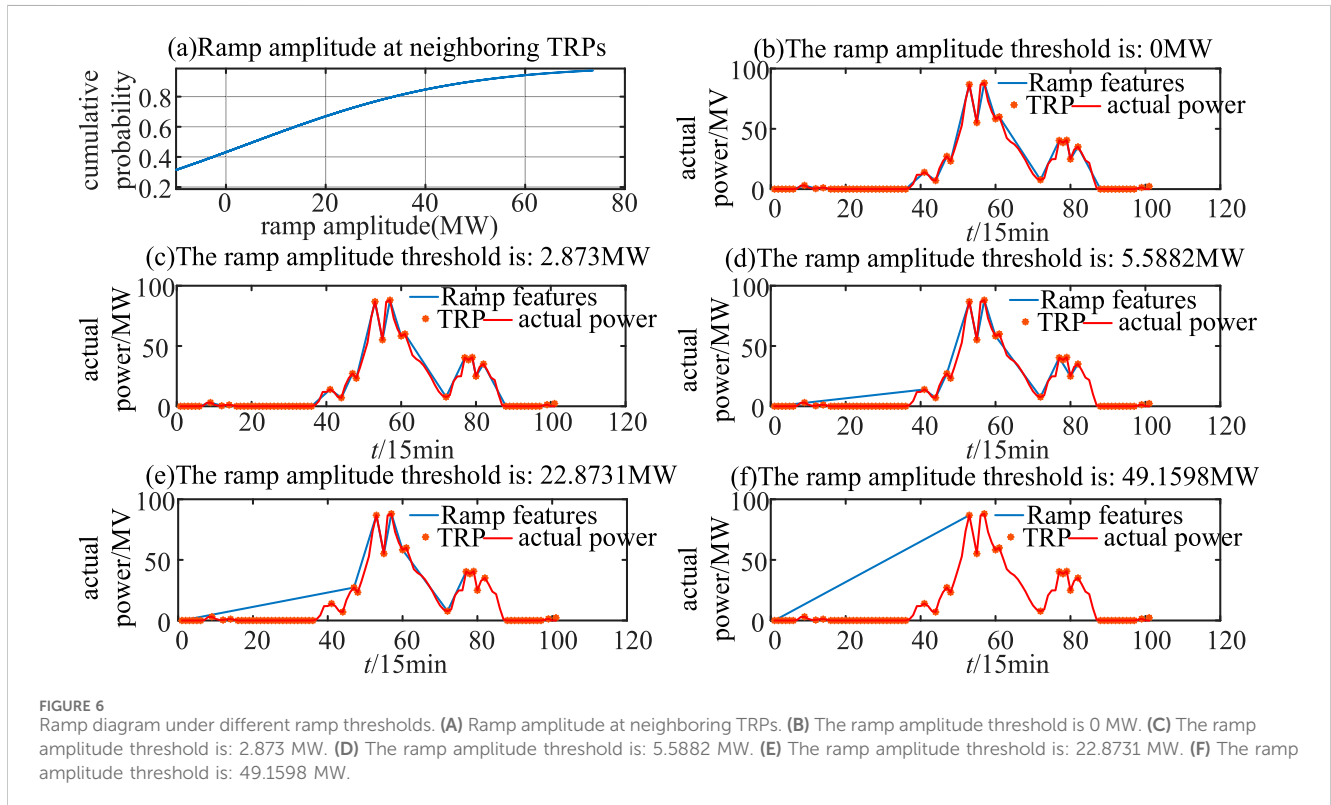 (a)Ramp amplitude at neighboring TRPs
cumulative
probability
0.8
0.6
0.4
0.2
0 20 40 60 80
ramp amplitude(MW)
(b)The ramp amplitude threshold is: 0MW
actual
power/MV
100
50
0
Ramp features
TRP actual power
0 20 40 60 80 100 120
t/15min
(c)The ramp amplitude threshold is: 2.873MW
actual
power/MW
100
50
0
Ramp features
TRP actual power
0 20 40 60 80 100 120
t/15min
(d)The ramp amplitude threshold is: 5.5882MW
actual
power/MW
100
50
0
Ramp features
TRP actual power
0 20 40 60 80 100 120
t/15min
(e)The ramp amplitude threshold is: 22.8731MW
actual
power/MV
100
50
0
Ramp features
TRP actual power
0 20 40 60 80 100 120
t/15min
(f)The ramp amplitude threshold is: 49.1598MW
actual
power/MW
100
50
0
Ramp features
TRP actual power
0 20 40 60 80 100 120
t/15min
FIGURE 6
Ramp diagram under different ramp thresholds. (A) Ramp amplitude at neighboring TRPs. (B) The ramp amplitude threshold is 0 MW. (C) The ramp
amplitude threshold is: 2.873 MW. (D) The ramp amplitude threshold is: 5.5882 MW. (E) The ramp amplitude threshold is: 22.8731 MW. (F) The ramp
amplitude threshold is: 49.1598 MW.